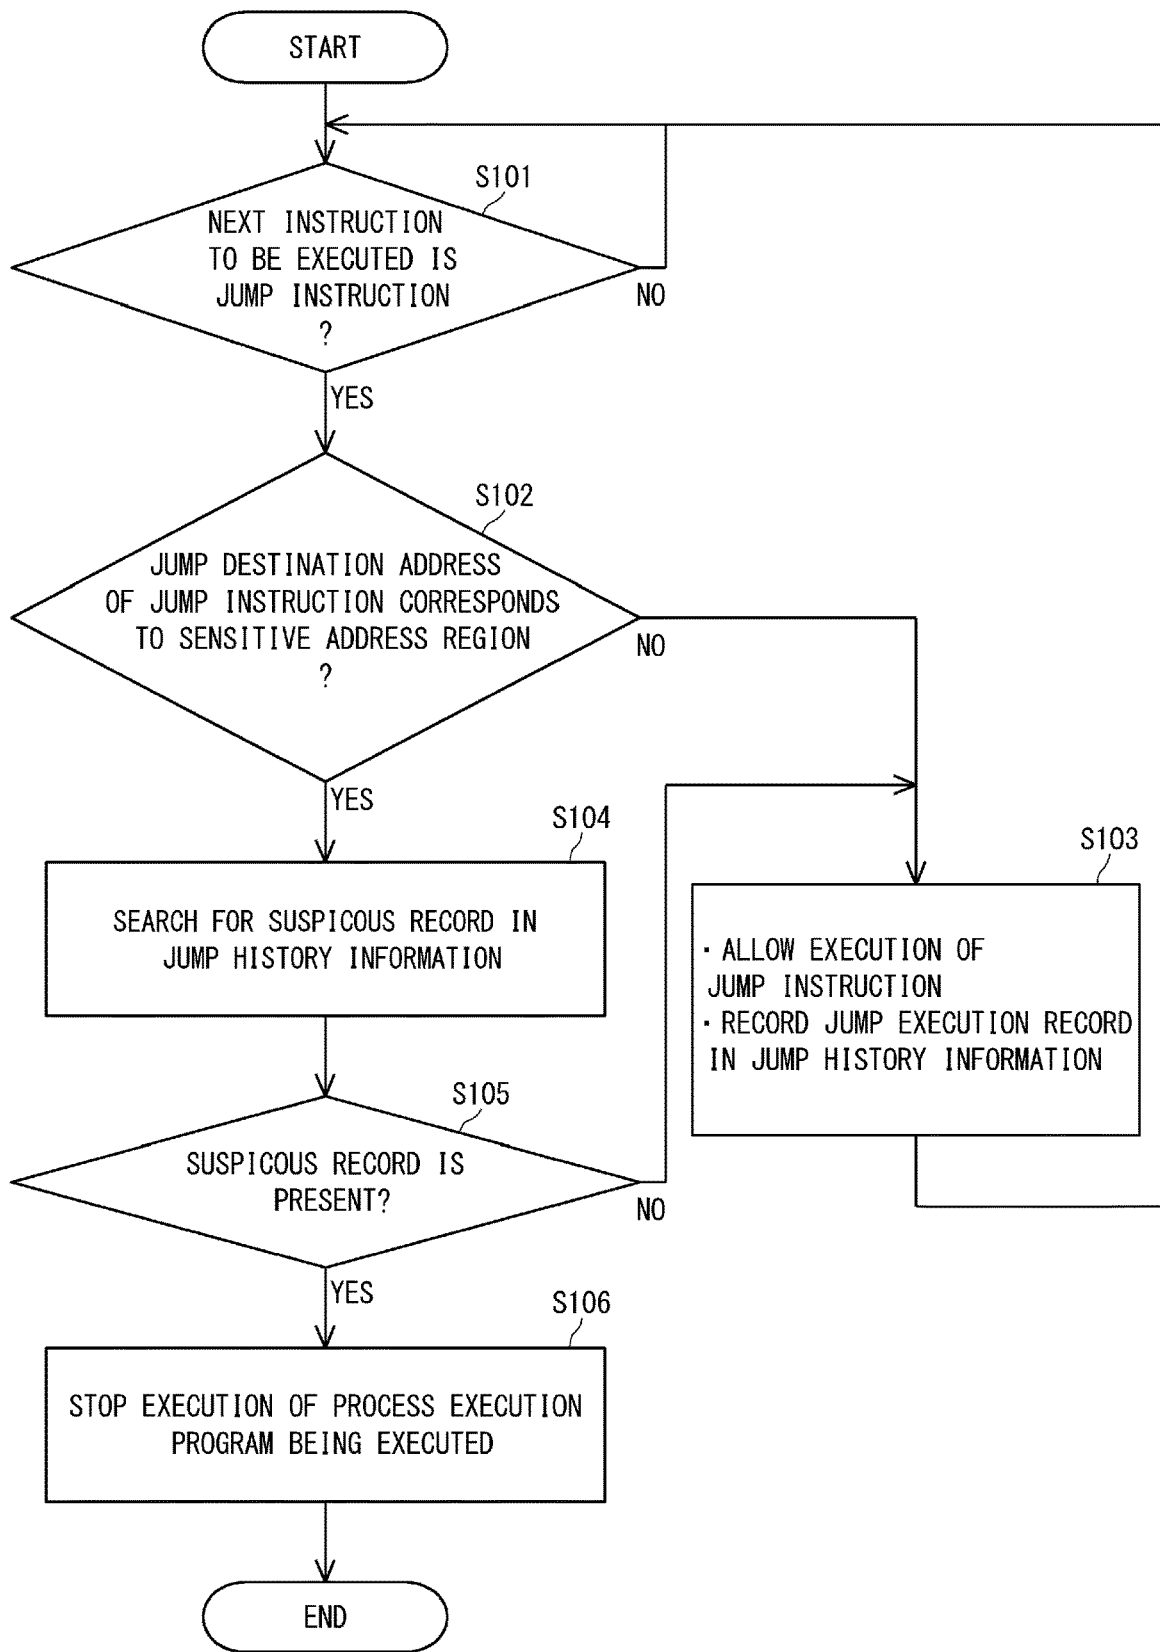 START
S101
NEXT INSTRUCTION
TO BE EXECUTED IS
JUMP INSTRUCTION
?
NO
YES
S102
JUMP DESTINATION ADDRESS
OF JUMP INSTRUCTION CORRESPONDS
TO SENSITIVE ADDRESS REGION
?
NO
YES
S104
SEARCH FOR SUSPICOUS RECORD IN
JUMP HISTORY INFORMATION
S103
・ALLOW EXECUTION OF
JUMP INSTRUCTION
・RECORD JUMP EXECUTION RECORD
IN JUMP HISTORY INFORMATION
S105
SUSPICOUS RECORD IS
PRESENT?
NO
YES
S106
STOP EXECUTION OF PROCESS EXECUTION
PROGRAM BEING EXECUTED
END